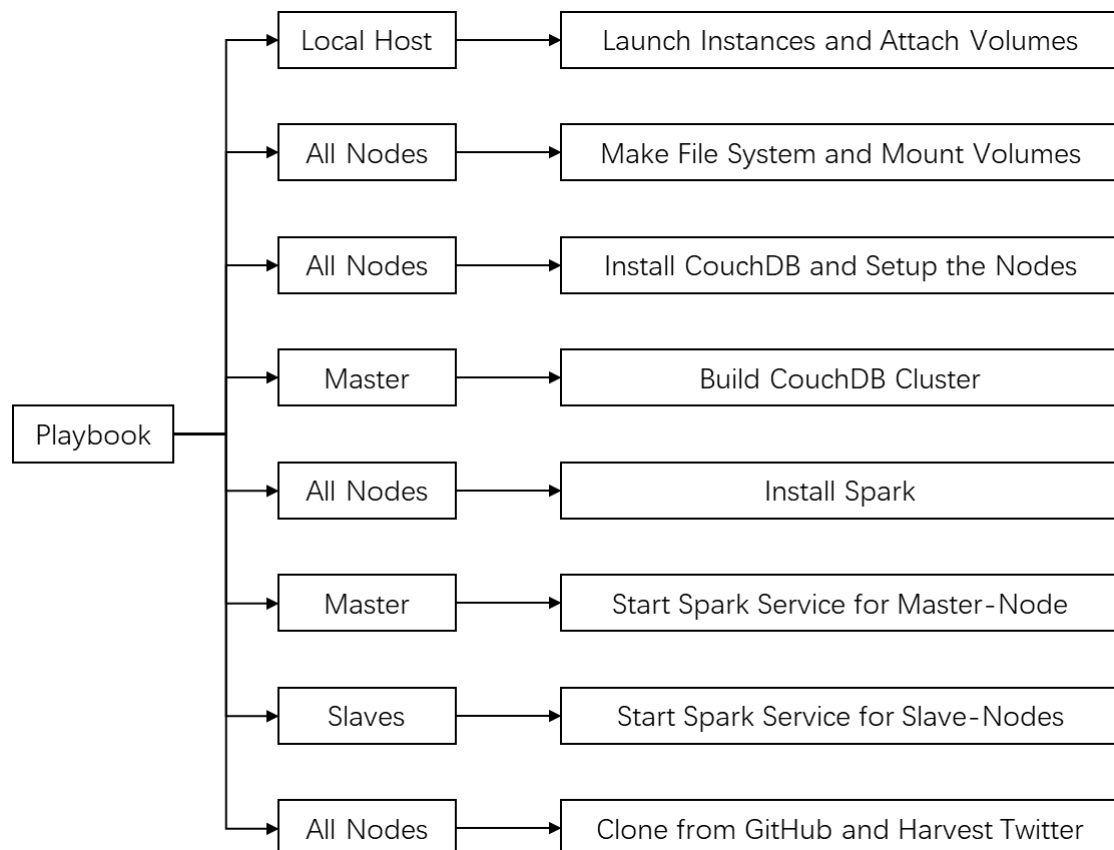 Local Host
Launch Instances and Attach Volumes
All Nodes
Make File System and Mount Volumes
All Nodes
Install CouchDB and Setup the Nodes
Master
Build CouchDB Cluster
Playbook
All Nodes
Install Spark
Master
Start Spark Service for Master-Node
Slaves
Start Spark Service for Slave-Nodes
All Nodes
Clone from GitHub and Harvest Twitter